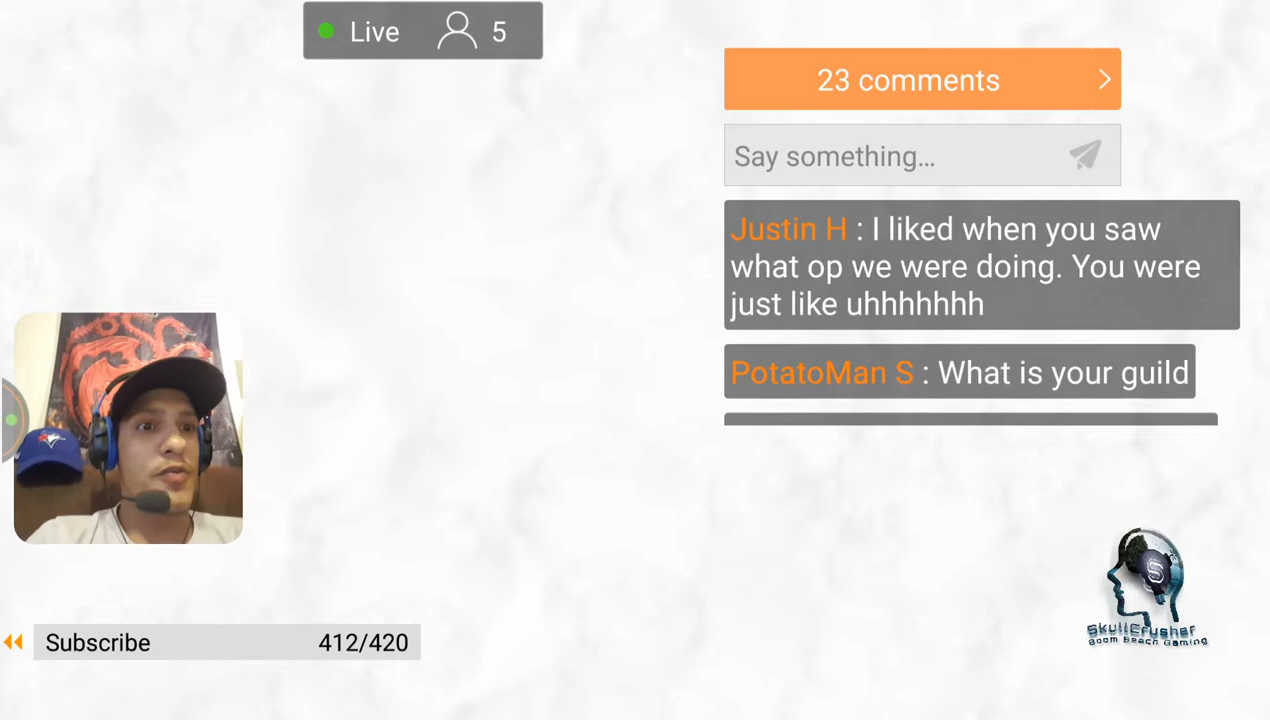 Live 5
23 comments
Say something...
Justin H : I liked when you saw
what op we were doing. You were
just like uhhhhhhh
PotatoMan S : What is your guild
Subscribe 412/420
S
SkullCrusher
Boom Beach Gaming